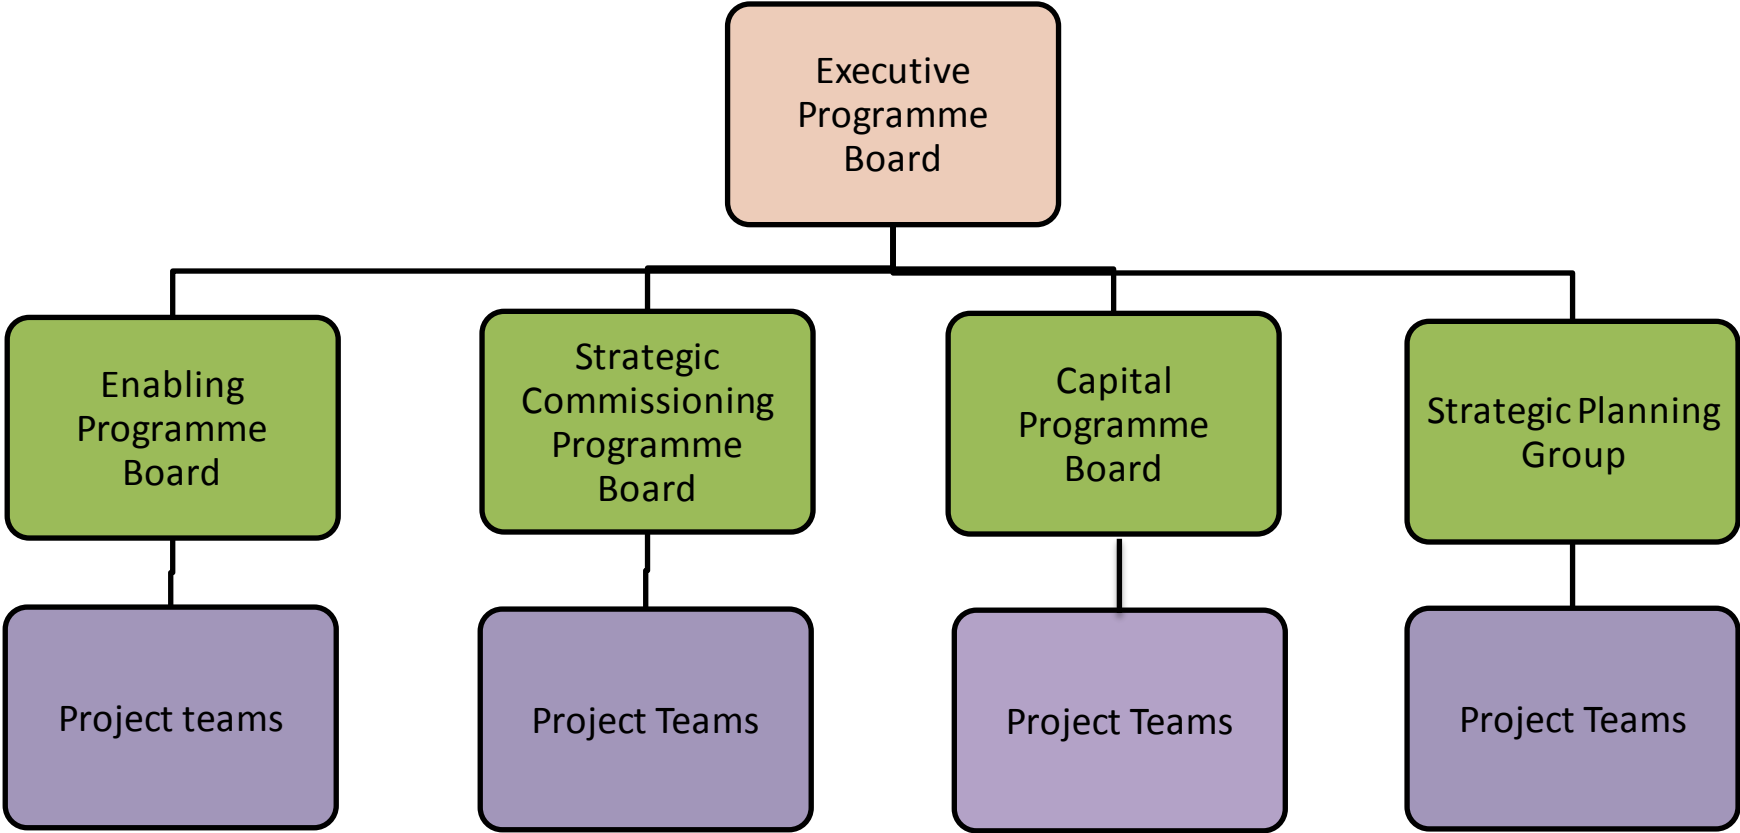 Executive
Programme
Board
Enabling
Programme
Board
Strategic
Commissioning
Programme
Board
Capital
Programme
Board
Strategic Planning
Group
Project teams
Project Teams
Project Teams
Project Teams